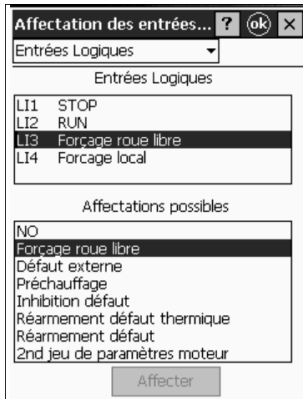 Affectation des entrées... ? ok ×
Entrées Logiques
Entrées Logiques
LI1 STOP
LI2 RUN
LI3 Forçage roue libre
LI4 Forcage local
Affectations possibles
NO
Forçage roue libre
Défaut externe
Préchauffage
Inhibition défaut
Réarmement défaut thermique
Réarmement défaut
2nd jeu de paramètres moteur
Affecter